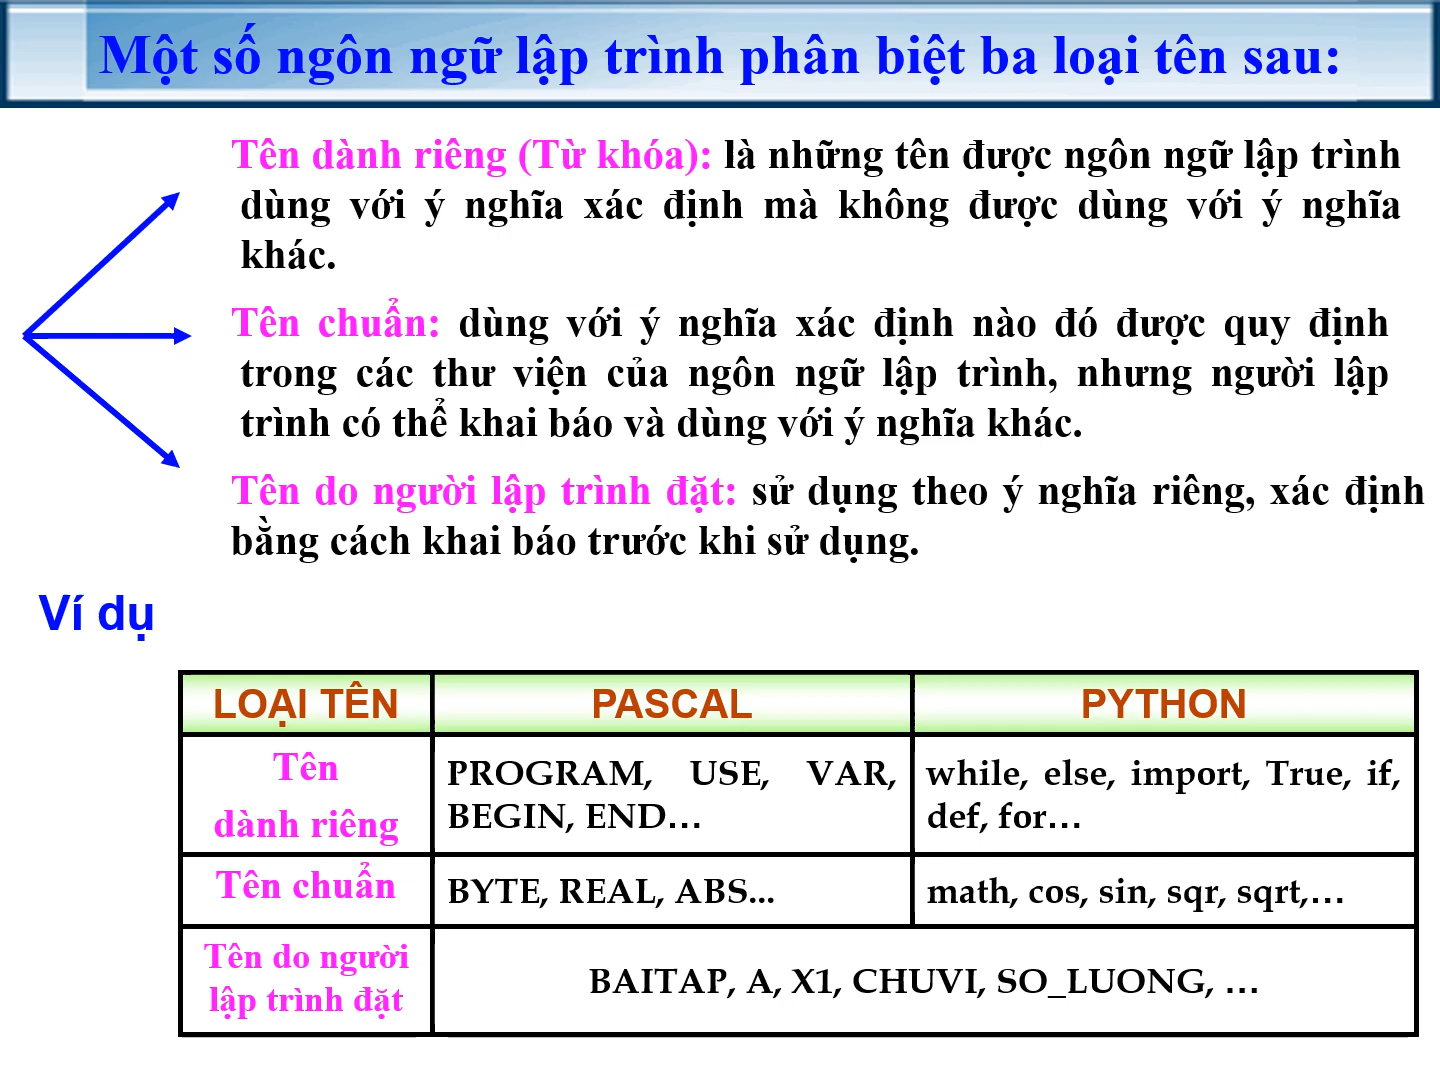 Một số ngôn ngữ lập trình phân biệt ba loại tên sau:
Tên dành riêng (Từ khóa): là những tên được ngôn ngữ lập trình
dùng với ý nghĩa xác định mà không được dùng với ý nghĩa
khác.
Tên chuẩn: dùng với ý nghĩa xác định nào đó được quy định
trong các thư viện của ngôn ngữ lập trình, nhưng người lập
trình có thể khai báo và dùng với ý nghĩa khác.
Tên do người lập trình đặt: sử dụng theo ý nghĩa riêng, xác định
bằng cách khai báo trước khi sử dụng.
Ví dụ
LOẠI TÊN PASCAL PYTHON
Tên
dành riêng
PROGRAM, USE, VAR,
BEGIN, END...
while, else, import, True, if,
def, for...
Tên chuẩn
BYTE, REAL, ABS...
math, cos, sin, sqr, sqrt,...
Tên do người
lập trình đặt
BAITAP, A, X1, CHUVI, SO_LUONG, ...